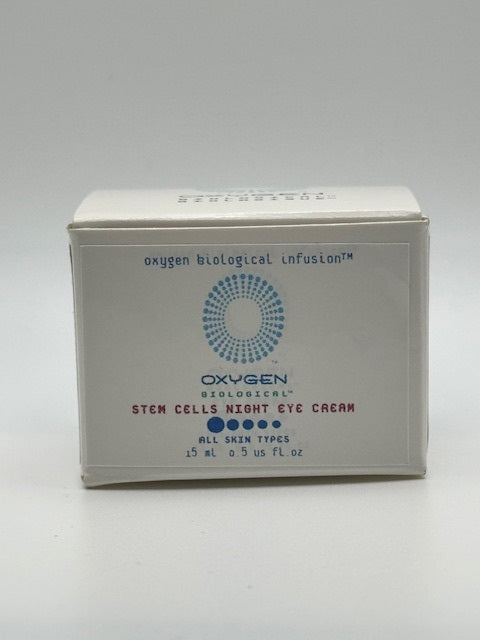 oxygen biological infusion™
™
OXYGEN
BIOLOGICAL™
STEM CELLS NIGHT EYE CREAM
ALL SKIN TYPES
15 ml 0.5 us fl.oz